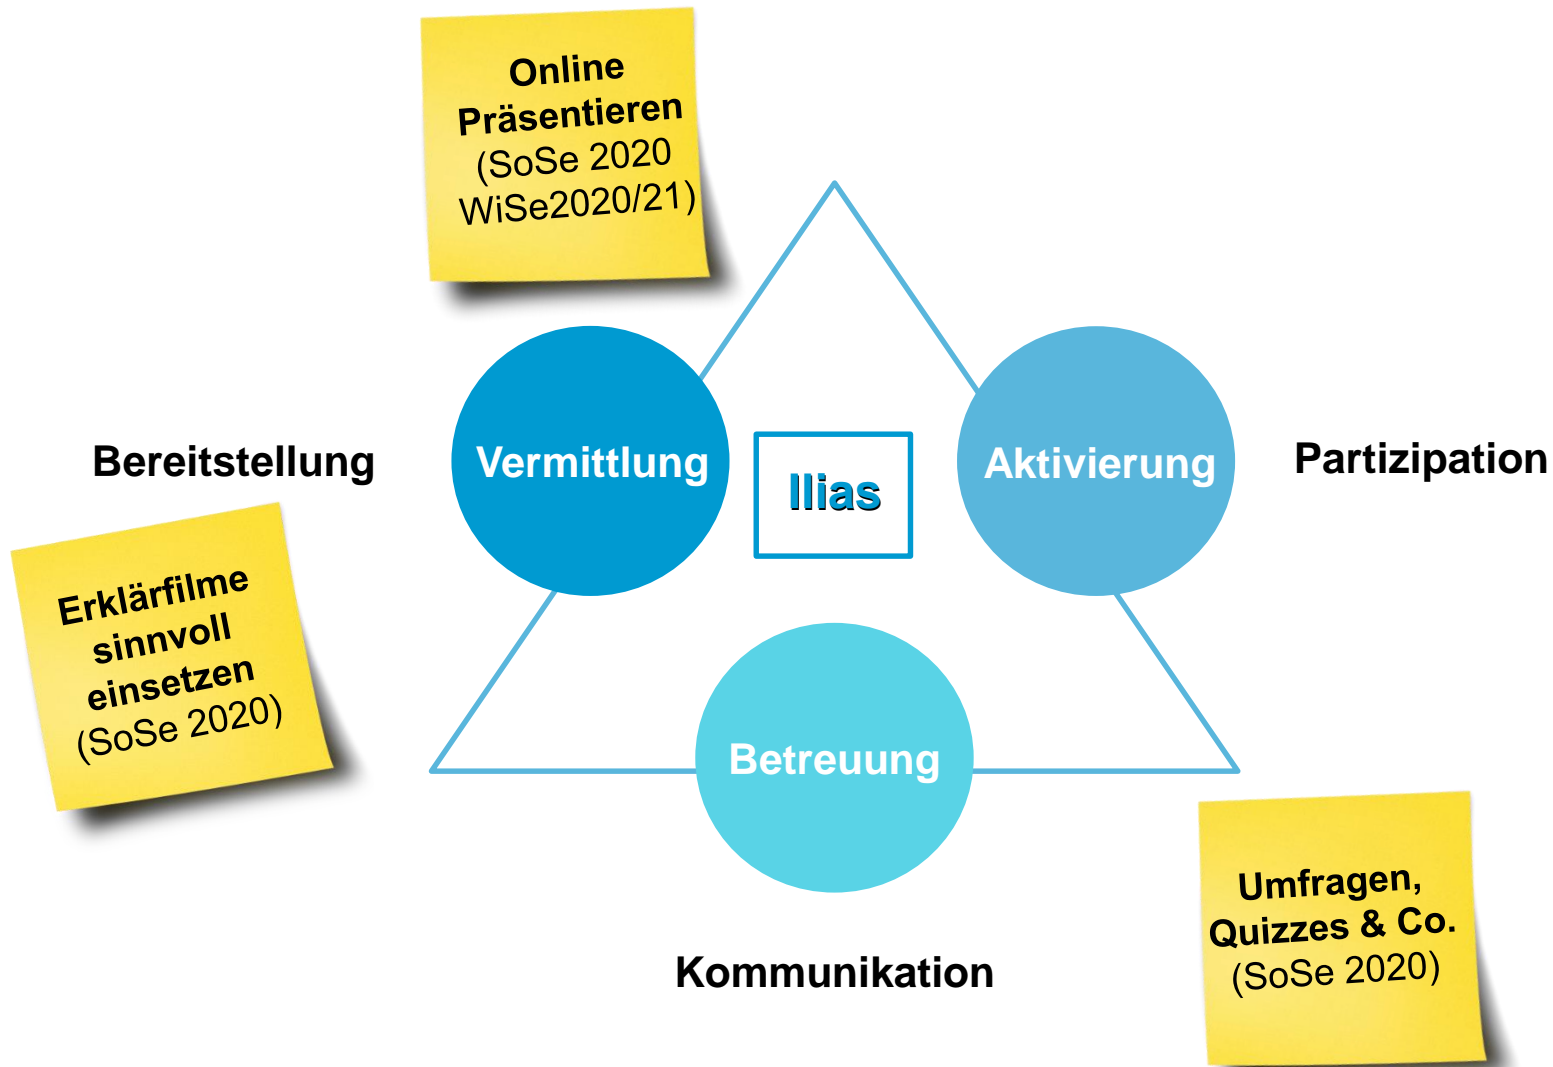 Online
Präsentieren
(SoSe 2020
WiSe2020/21)
Bereitstellung
Vermittlung
Ilias
Aktivierung
Partizipation
Erklärfilme
sinnvoll
einsetzen
(SoSe 2020)
Betreuung
Umfragen,
Quizzes & Co.
(SoSe 2020)
Kommunikation